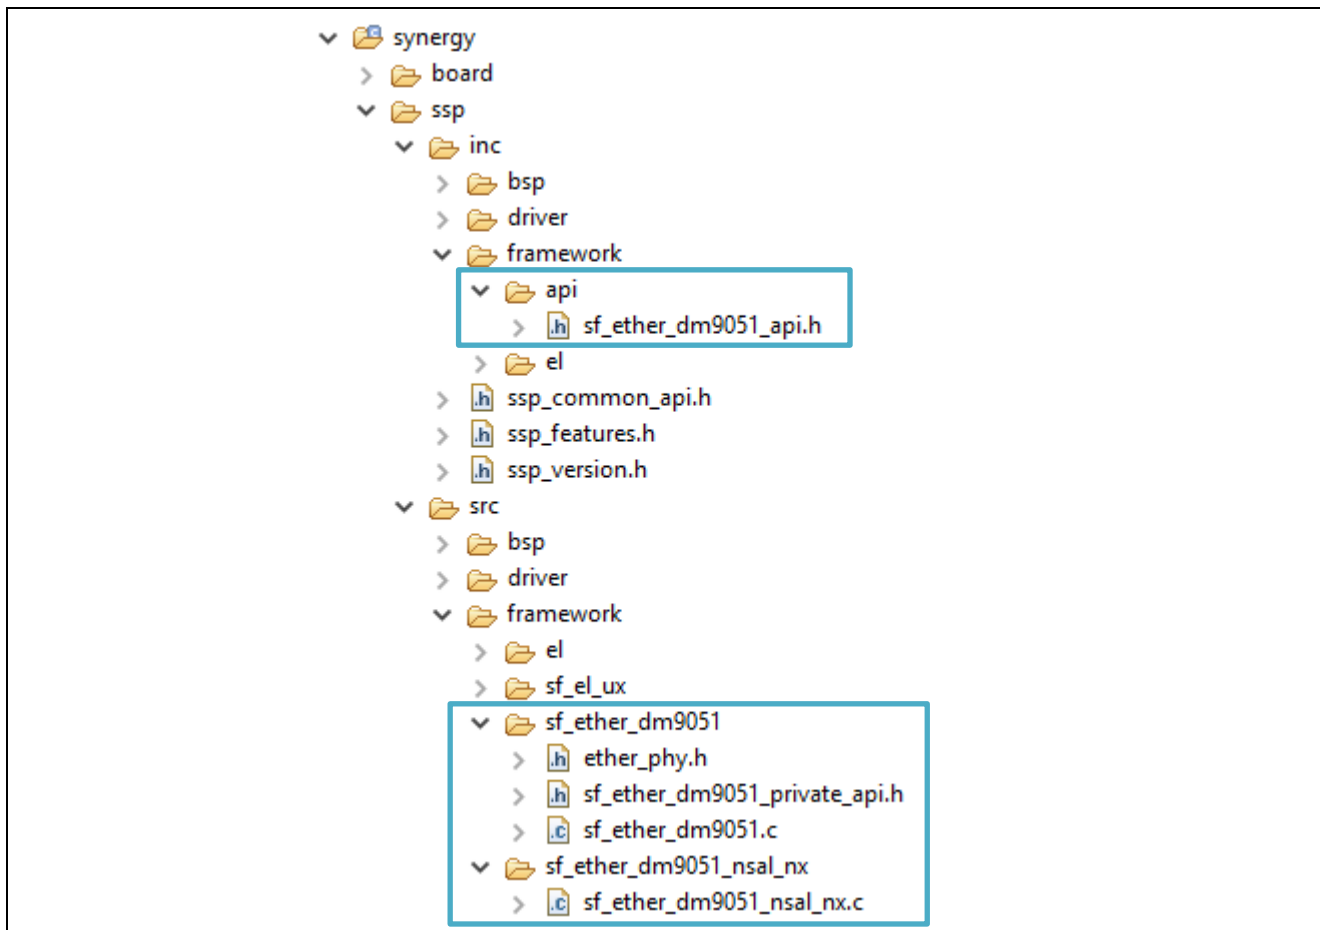 synergy
board
ssp
inc
bsp
driver
framework
api
.h sf_ether_dm9051_api.h
el
.h ssp_common_api.h
.h ssp_features.h
.h ssp_version.h
src
bsp
driver
framework
el
sf_el_ux
sf_ether_dm9051
.h ether_phy.h
.h sf_ether_dm9051_private_api.h
.c sf_ether_dm9051.c
sf_ether_dm9051_nsal_nx
.c sf_ether_dm9051_nsal_nx.c